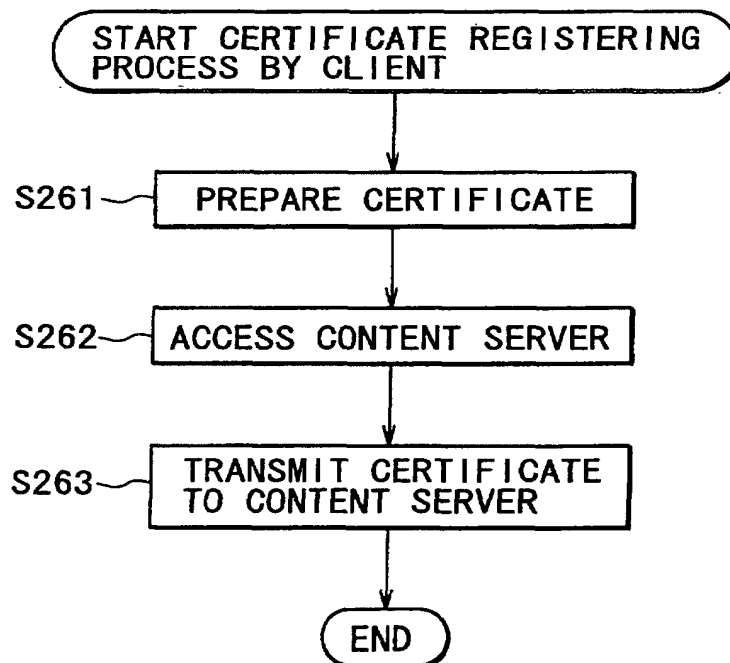 START CERTIFICATE REGISTERING
PROCESS BY CLIENT
S261
PREPARE CERTIFICATE
S262
ACCESS CONTENT SERVER
S263
TRANSMIT CERTIFICATE
TO CONTENT SERVER
END